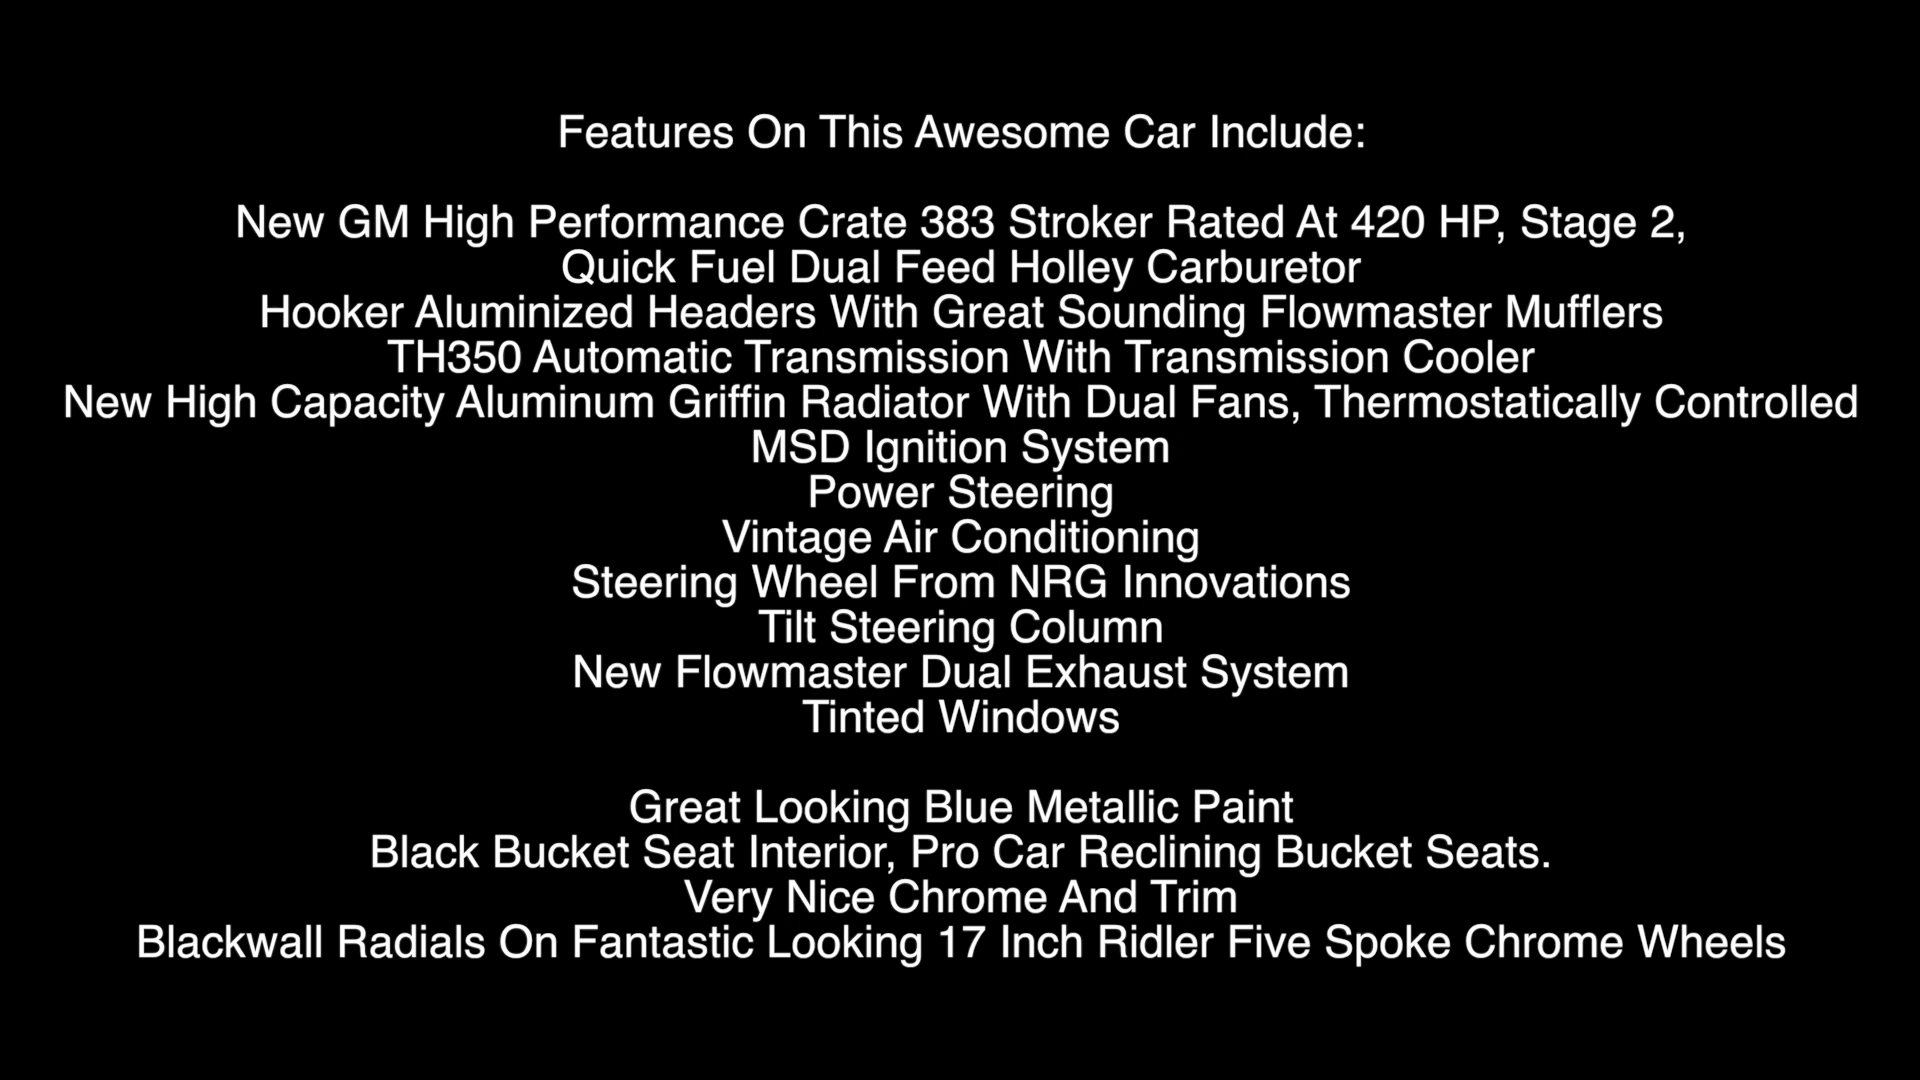 Features On This Awesome Car Include:
New GM High Performance Crate 383 Stroker Rated At 420 HP, Stage 2,
Quick Fuel Dual Feed Holley Carburetor
Hooker Aluminized Headers With Great Sounding Flowmaster Mufflers
TH350 Automatic Transmission With Transmission Cooler
New High Capacity Aluminum Griffin Radiator With Dual Fans, Thermostatically Controlled
MSD Ignition System
Power Steering
Vintage Air Conditioning
Steering Wheel From NRG Innovations
Tilt Steering Column
New Flowmaster Dual Exhaust System
Tinted Windows
Great Looking Blue Metallic Paint
Black Bucket Seat Interior, Pro Car Reclining Bucket Seats.
Very Nice Chrome And Trim
Blackwall Radials On Fantastic Looking 17 Inch Ridler Five Spoke Chrome Wheels